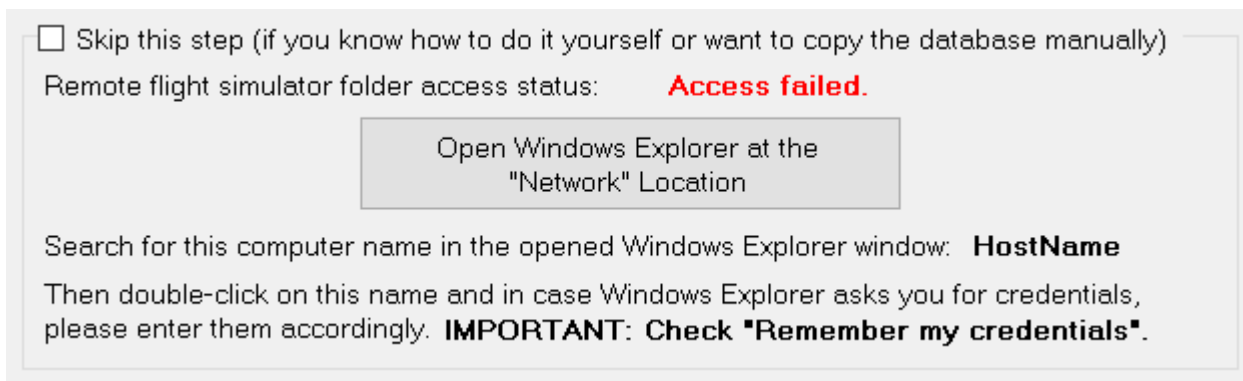 Skip this step (if you know how to do it yourself or want to copy the database manually)
Remote flight simulator folder access status: Access failed.
Open Windows Explorer at the
"Network" Location
Search for this computer name in the opened Windows Explorer window: HostName
Then double-click on this name and in case Windows Explorer asks you for credentials,
please enter them accordingly. IMPORTANT: Check "Remember my credentials".